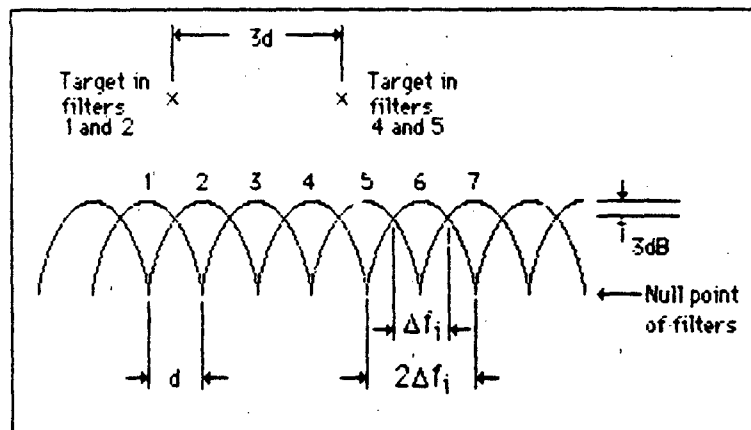 3d
Target in
filters
1 and 2
Target in
filters
4 and 5
1 2 3 4 5 6 7
3dB
Null point
of filters
Δfi
d
2Δfi